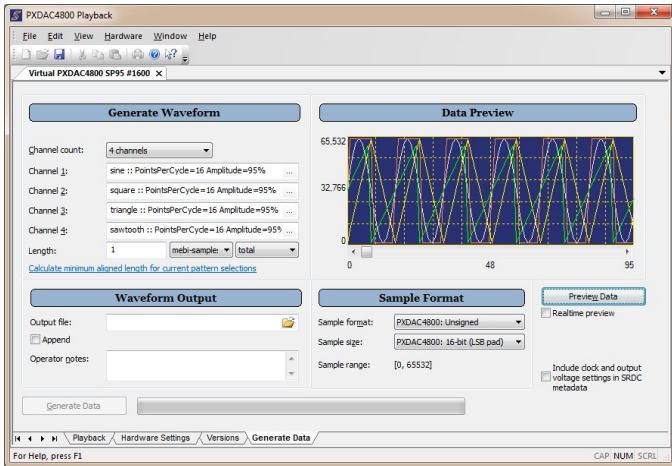 PXDAC4800 Playback
File Edit View Hardware Window Help
Virtual PXDAC4800 SP95 #1600 ×
Generate Waveform
Channel count: 4 channels
Channel 1: sine :: PointsPerCycle=16 Amplitude=95% ...
Channel 2: square :: PointsPerCycle=16 Amplitude=95% ...
Channel 3: triangle :: PointsPerCycle=16 Amplitude=95% ...
Channel 4: sawtooth :: PointsPerCycle=16 Amplitude=95% ...
Length: 1 mebi-sample: total
Calculate minimum aligned length for current pattern selections
Data Preview
65,532
32,766
0
0 48 95
Waveform Output
Output file:
Append
Operator notes:
Sample Format
Sample format: PXDAC4800: Unsigned
Sample size: PXDAC4800: 16-bit (LSB pad)
Sample range: [0, 65532]
Preview Data
Realtime preview
Include clock and output
voltage settings in SRDC
metadata
Generate Data
Playback Hardware Settings Versions Generate Data
For Help, press F1
CAP NUM SCRL